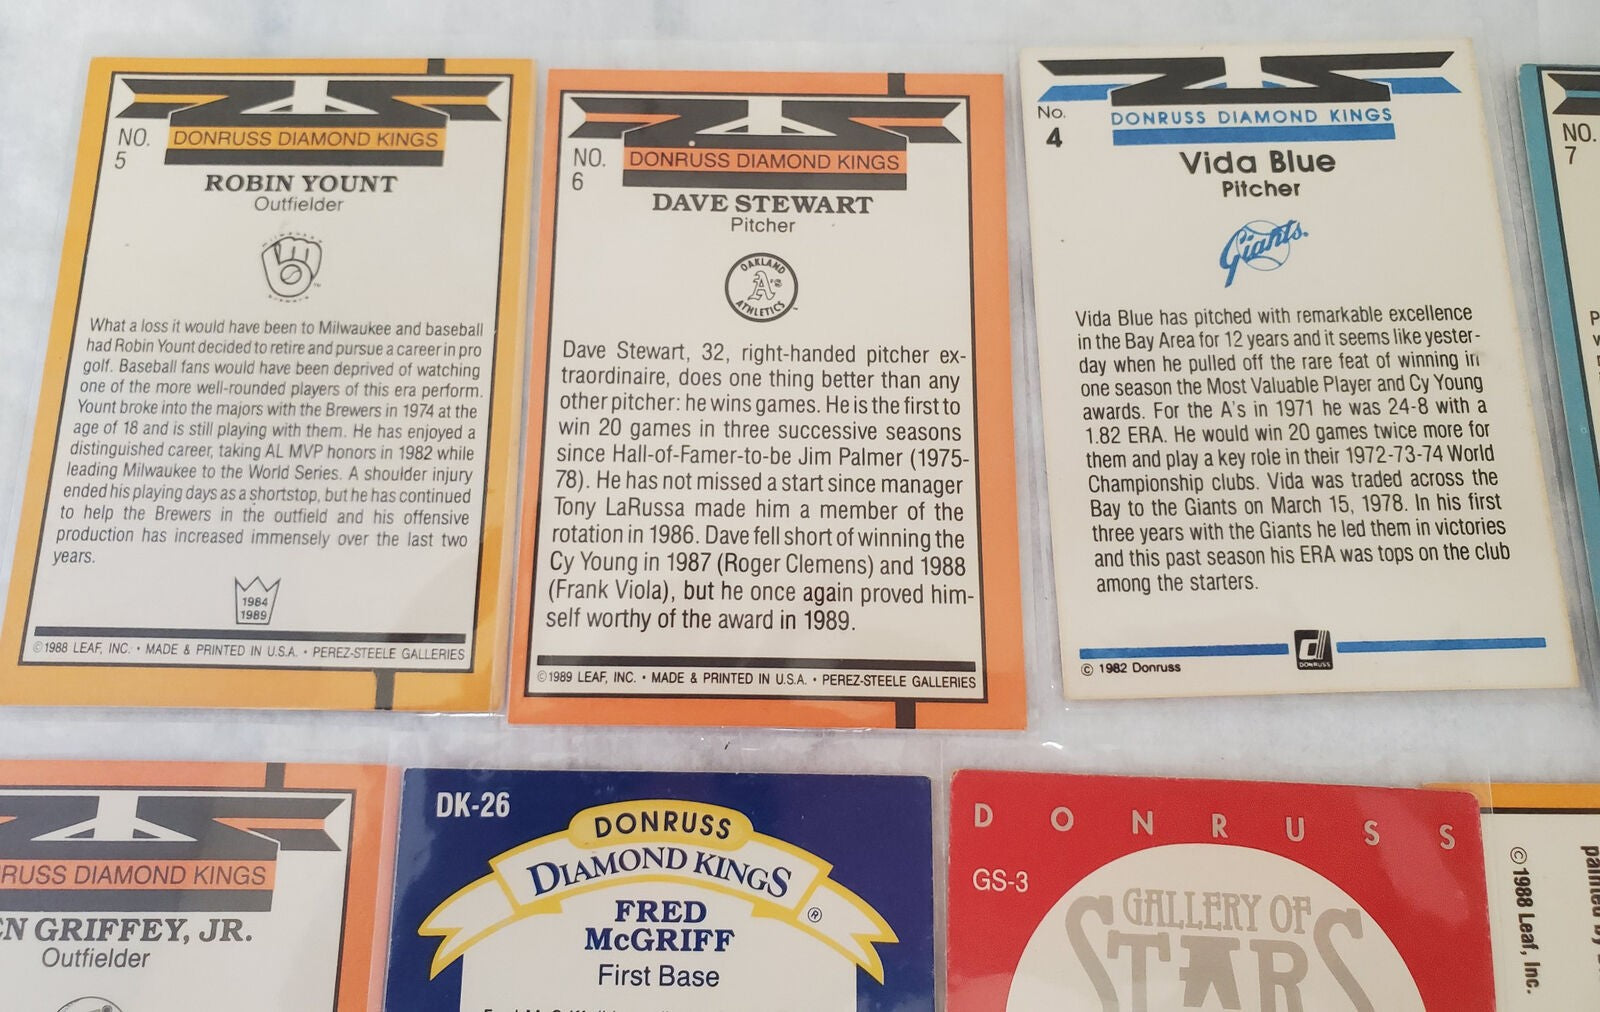 NO.
5
DONRUSS DIAMOND KINGS
ROBIN YOUNT
Outfielder
What a loss it would have been to Milwaukee and baseball
had Robin Yount decided to retire and pursue a career in pro
golf. Baseball fans would have been deprived of watching
one of the more well-rounded players of this era perform.
Yount broke into the majors with the Brewers in 1974 at the
age of 18 and is still playing with them. He has enjoyed a
distinguished career, taking AL MVP honors in 1982 while
leading Milwaukee to the World Series. A shoulder injury
ended his playing days as a shortstop, but he has continued
to help the Brewers in the outfield and his offensive
production has increased immensely over the last two
years.
1984
1989
©1988 LEAF, INC. • MADE & PRINTED IN U.S.A. • PEREZ-STEELE GALLERIES
NO.
6
DONRUSS DIAMOND KINGS
DAVE STEWART
Pitcher
OAKLAND
A's
ATHLETICS
Dave Stewart, 32, right-handed pitcher ex-
traordinaire, does one thing better than any
other pitcher: he wins games. He is the first to
win 20 games in three successive seasons
since Hall-of-Famer-to-be Jim Palmer (1975-
78). He has not missed a start since manager
Tony LaRussa made him a member of the
rotation in 1986. Dave fell short of winning the
Cy Young in 1987 (Roger Clemens) and 1988
(Frank Viola), but he once again proved him-
self worthy of the award in 1989.
©1989 LEAF, INC. • MADE & PRINTED IN U.S.A. • PEREZ-STEELE GALLERIES
No.
4
DONRUSS DIAMOND KINGS
Vida Blue
Pitcher
Giants
Vida Blue has pitched with remarkable excellence
in the Bay Area for 12 years and it seems like yester-
day when he pulled off the rare feat of winning in
one season the Most Valuable Player and Cy Young
awards. For the A's in 1971 he was 24-8 with a
1.82 ERA. He would win 20 games twice more for
them and play a key role in their 1972-73-74 World
Championship clubs. Vida was traded across the
Bay to the Giants on March 15, 1978. In his first
three years with the Giants he led them in victories
and this past season his ERA was tops on the club
among the starters.
© 1982 Donruss
DONRUSS
NO.
7
RUSS DIAMOND KINGS
EN GRIFFEY, JR.
Outfielder
DK-26
DONRUSS
DIAMOND KINGS
®
FRED
McGRIFF
First Base
DONRUSS
GS-3
GALLERY OF
STARS
©1988 Leaf, Inc.
painted by